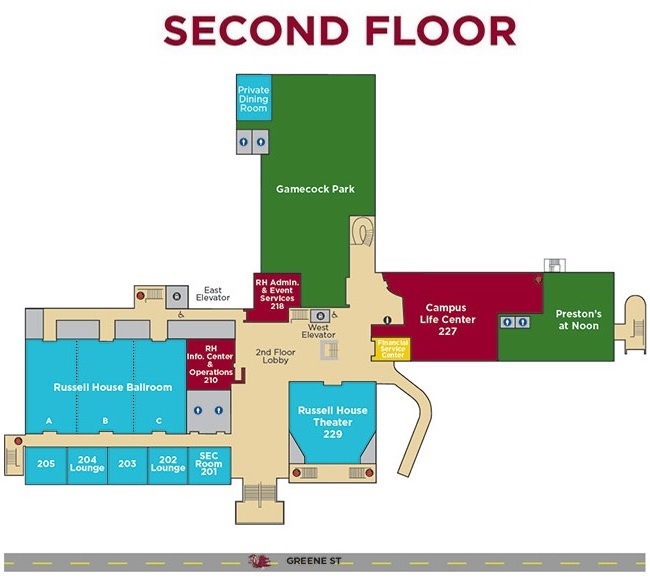 SECOND FLOOR
Private
Dining
Room
Gamecock Park
RH Admin.
& Event
Services
218
East
Elevator
West
Elevator
Campus
Life Center
227
Preston's
at Noon
Financial
Service
Center
RH
Info. Center
& Operations
210
2nd Floor
Lobby
Russell House Ballroom
A
B
C
Russell House
Theater
229
205
204
Lounge
203
202
Lounge
SEC
Room
201
GREENE ST